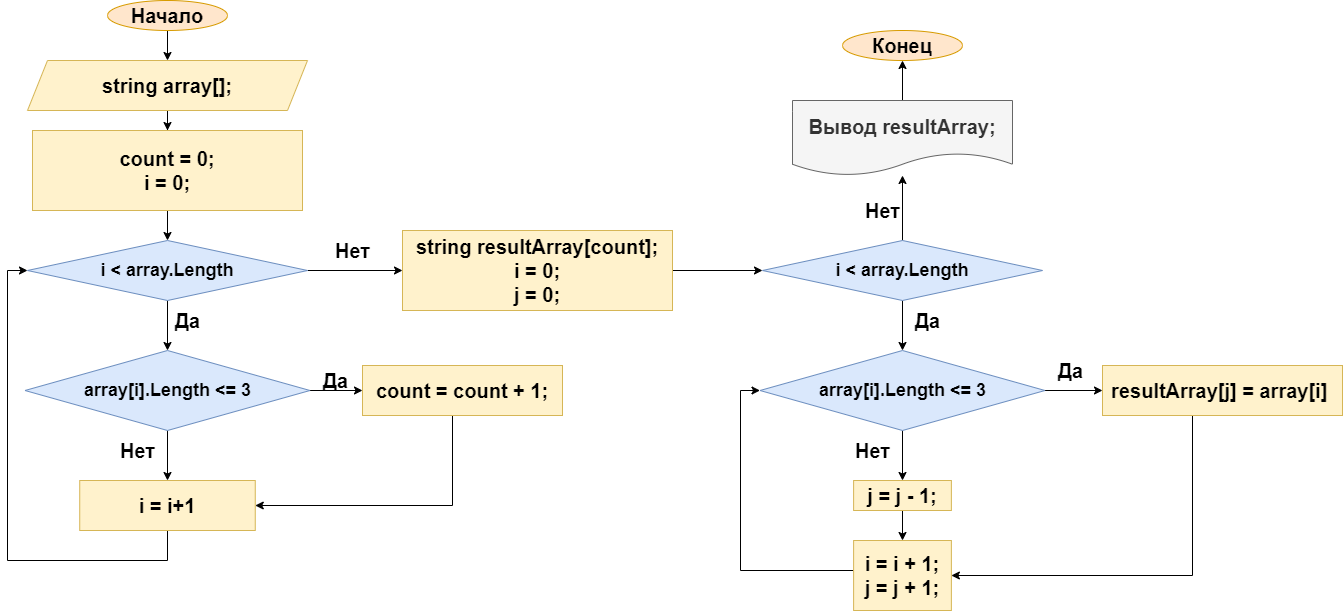 Начало
string array[];
count = 0;
i = 0;
i < array.Length
Да
array[i].Length <= 3
Да
count = count + 1;
Нет
i = i+1
Нет
string resultArray[count];
i = 0;
j = 0;
i < array.Length
Да
array[i].Length <= 3
Да
resultArray[j] = array[i]
Нет
j = j - 1;
i = i + 1;
j = j + 1;
Нет
Вывод resultArray;
Конец